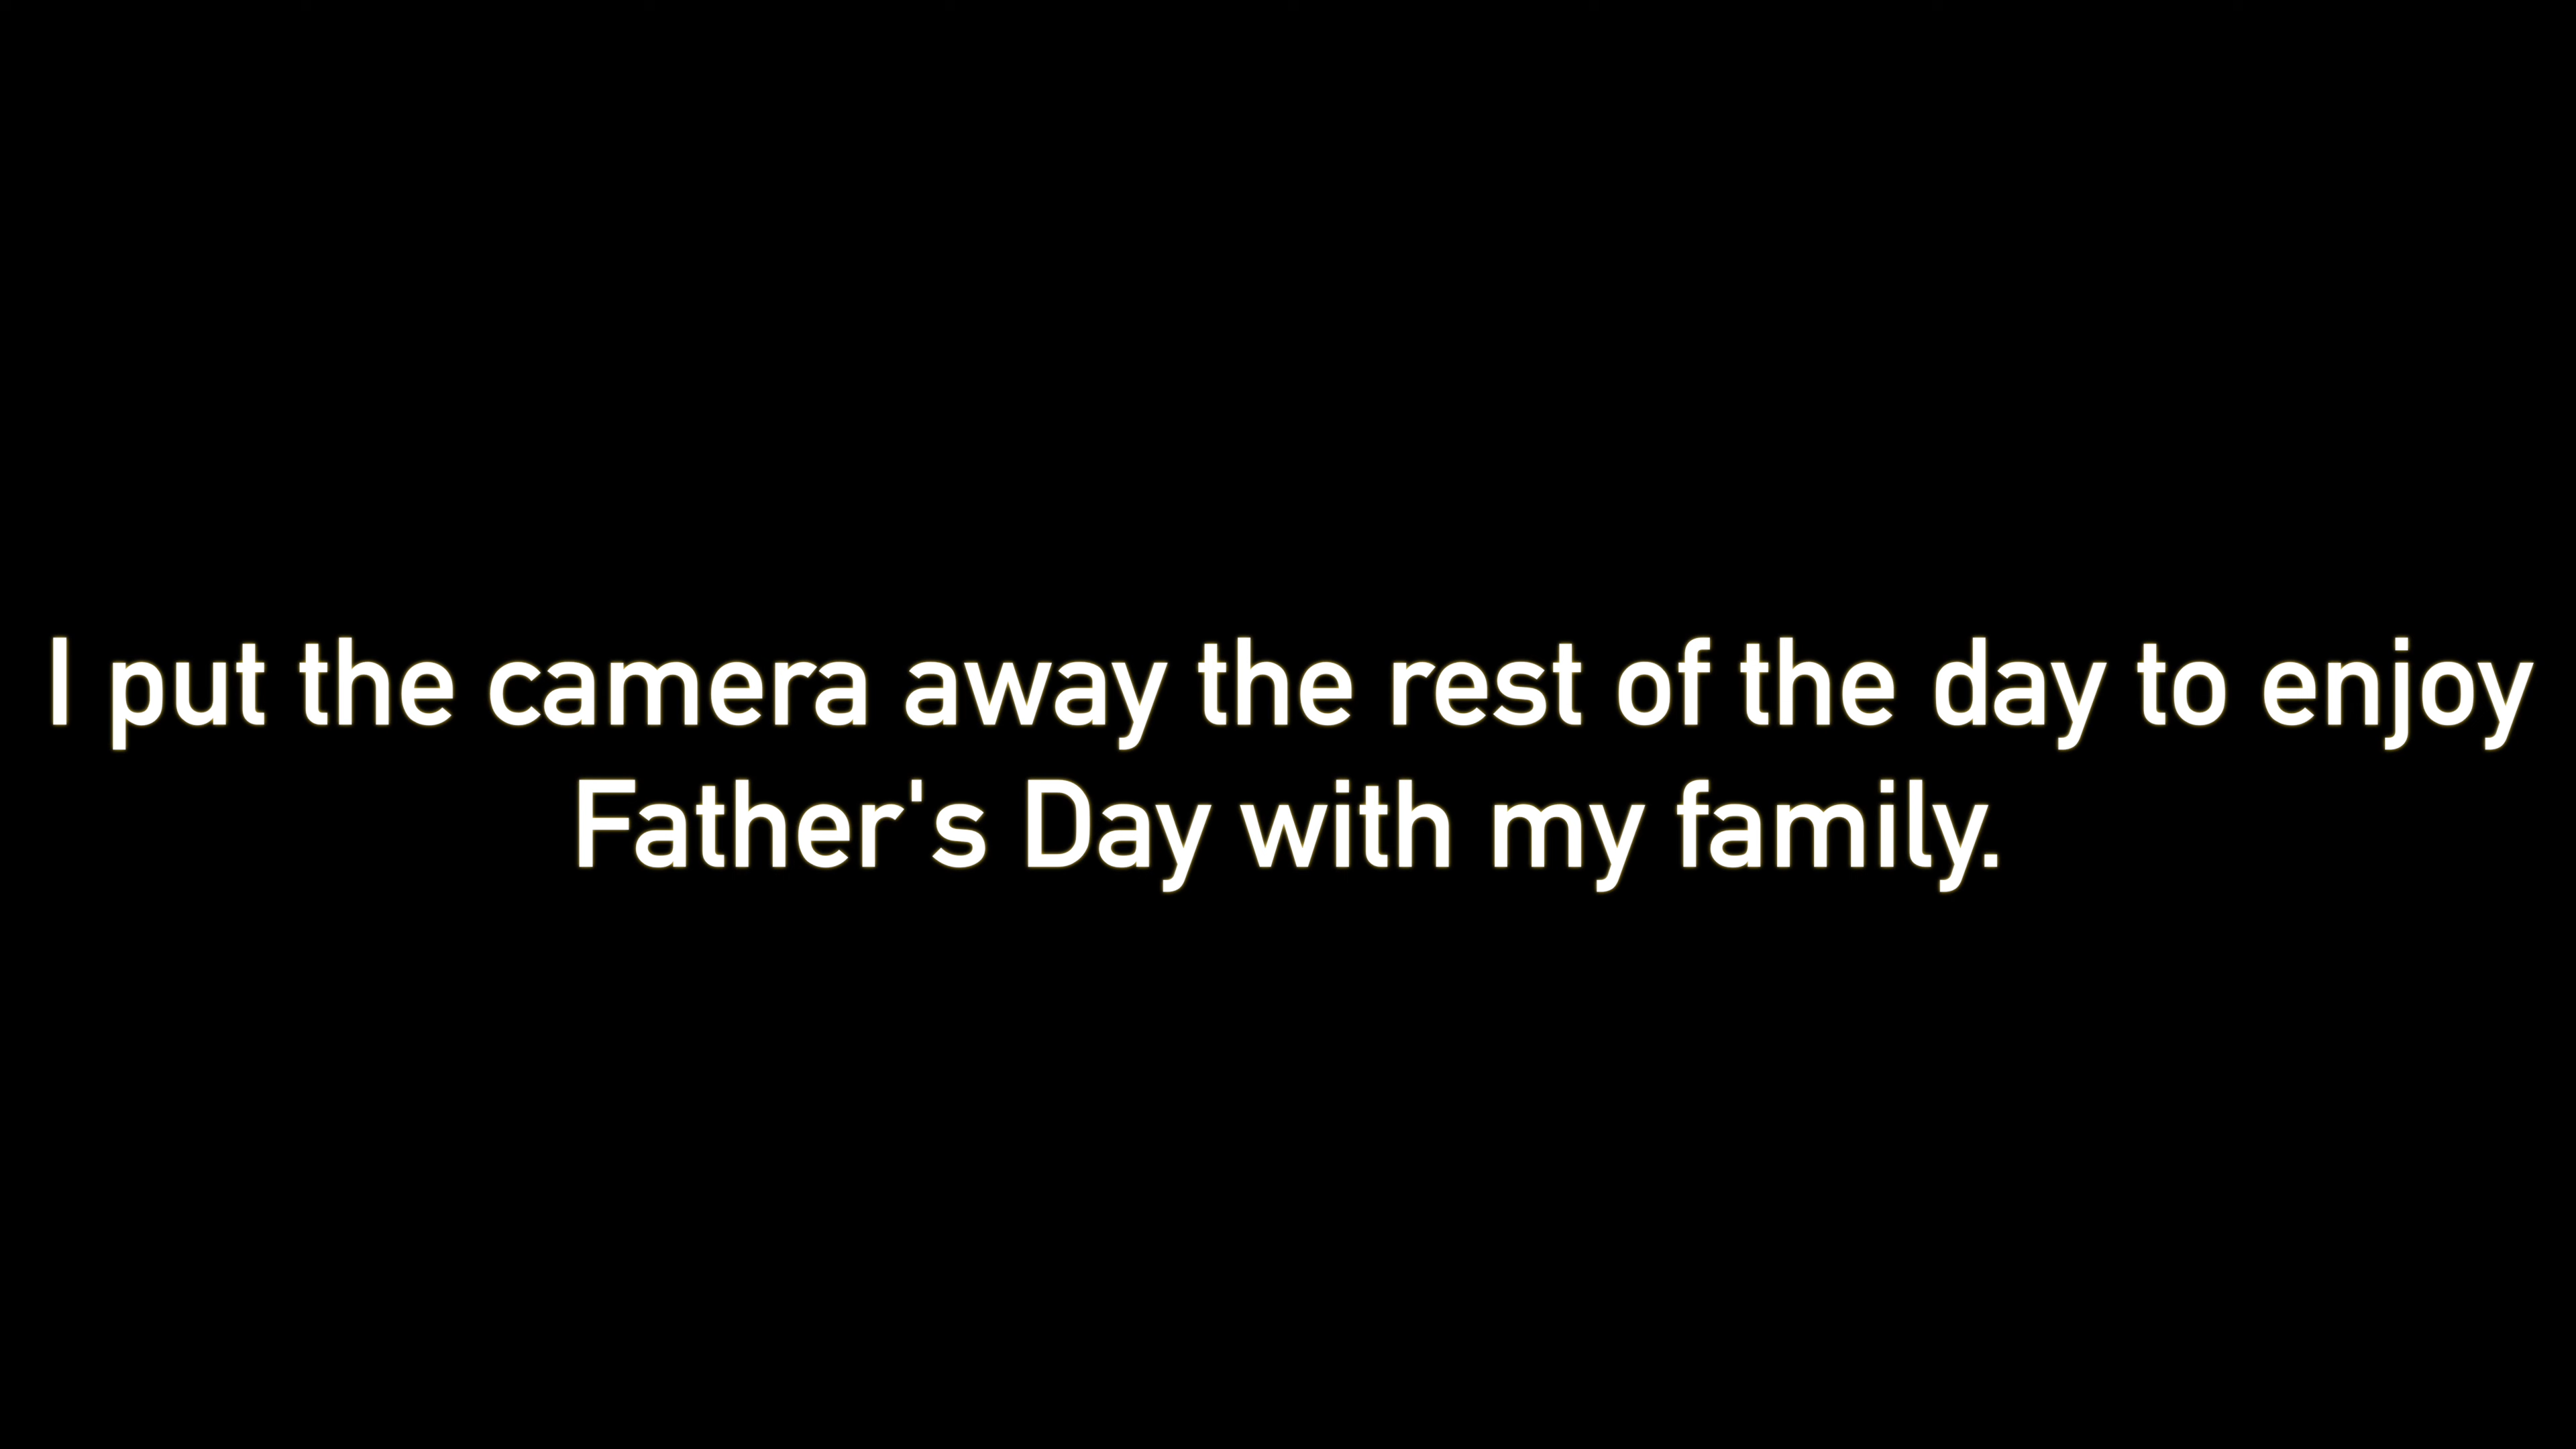 I put the camera away the rest of the day to enjoy
Father's Day with my family.